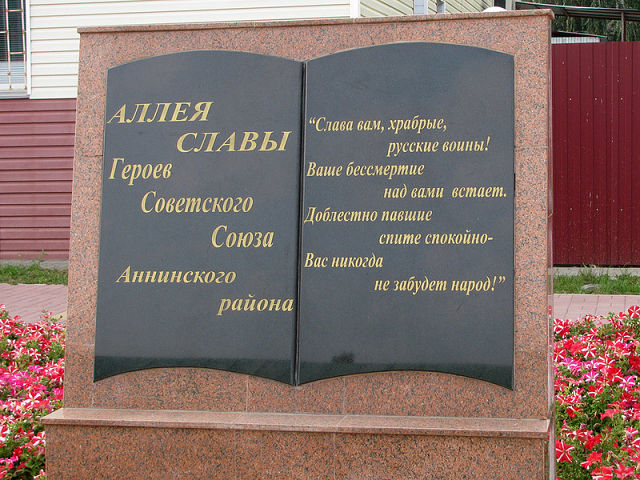 АЛЛЕЯ
СЛАВЫ
Героев
Советского
Союза
Аннинского
района
“Слава вам, храбрые,
русские воины!
Ваше бессмертие
над вами встает.
Доблестно павшие
спите спокойно-
Вас никогда
не забудет народ!”